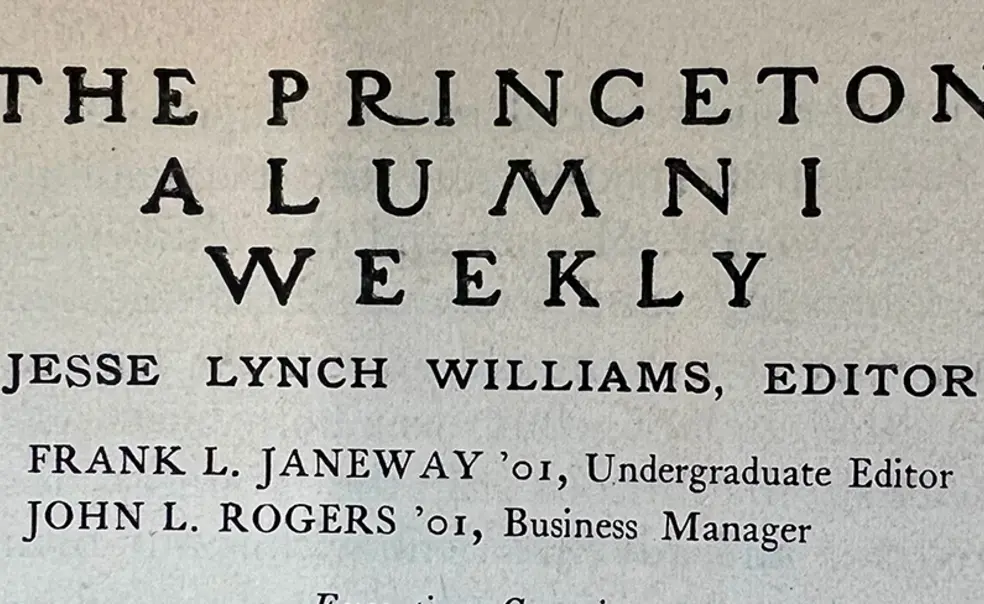 THE PRINCETON
ALUMNI
WEEKLY
JESSE LYNCH WILLIAMS, EDITOR
FRANK L. JANEWAY ’01, Undergraduate Editor
JOHN L. ROGERS ’01, Business Manager